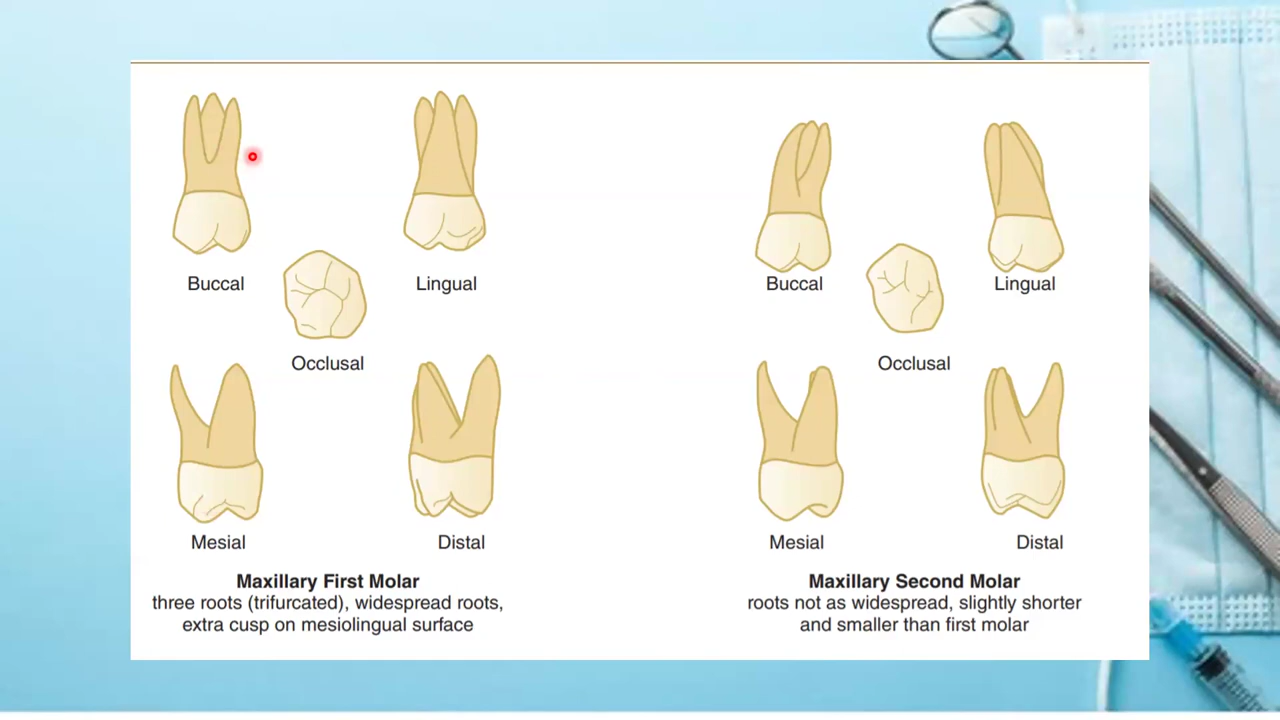 Buccal
Lingual
Occlusal
Mesial
Distal
Maxillary First Molar
three roots (trifurcated), widespread roots,
extra cusp on mesiolingual surface
Buccal
Lingual
Occlusal
Mesial
Distal
Maxillary Second Molar
roots not as widespread, slightly shorter
and smaller than first molar